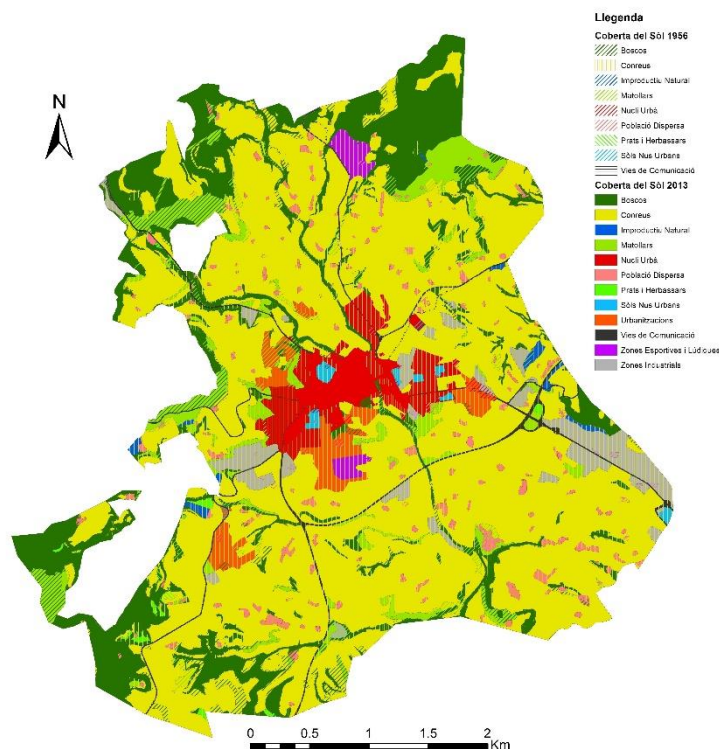 Llegenda
Coberta del Sòl 1956
Boscos
Conreus
Improductiu Natural
Matollars
Nucli Urbà
Població Dispersa
Prats i Herbassars
Sòls Nus Urbans
Vies de Comunicació
Coberta del Sòl 2013
Boscos
Conreus
Improductiu Natural
Matollars
Nucli Urbà
Població Dispersa
Prats i Herbassars
Sòls Nus Urbans
Urbanitzacions
Vies de Comunicació
Zones Esportives i Lúdiques
Zones Industrials
N
0 0.5 1 1.5 2
Km